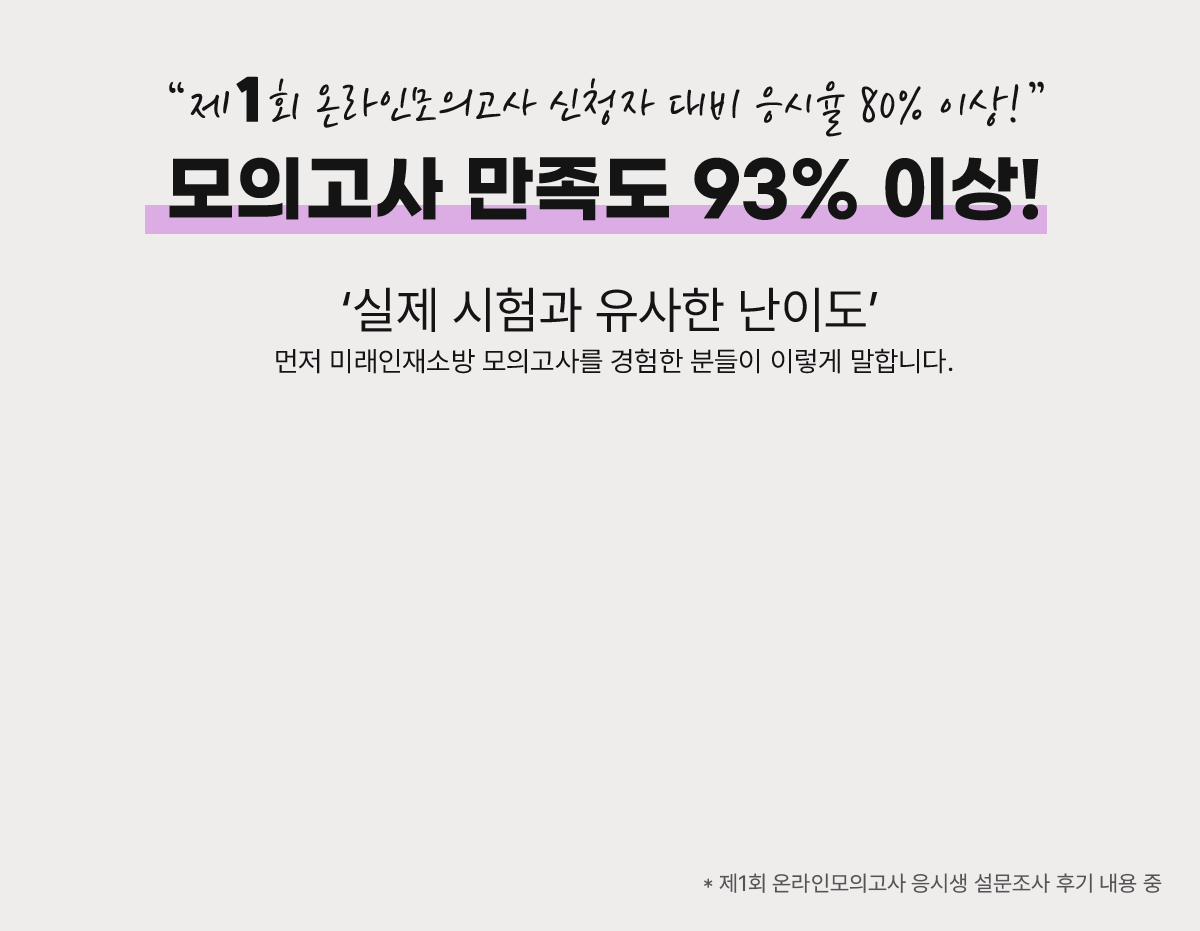 “제1회 온라인모의고사 신청자 대비 응시율 80% 이상!”
모의고사 만족도 93% 이상!
‘실제 시험과 유사한 난이도’
먼저 미래인재소방 모의고사를 경험한 분들이 이렇게 말합니다.
* 제1회 온라인모의고사 응시생 설문조사 후기 내용 중